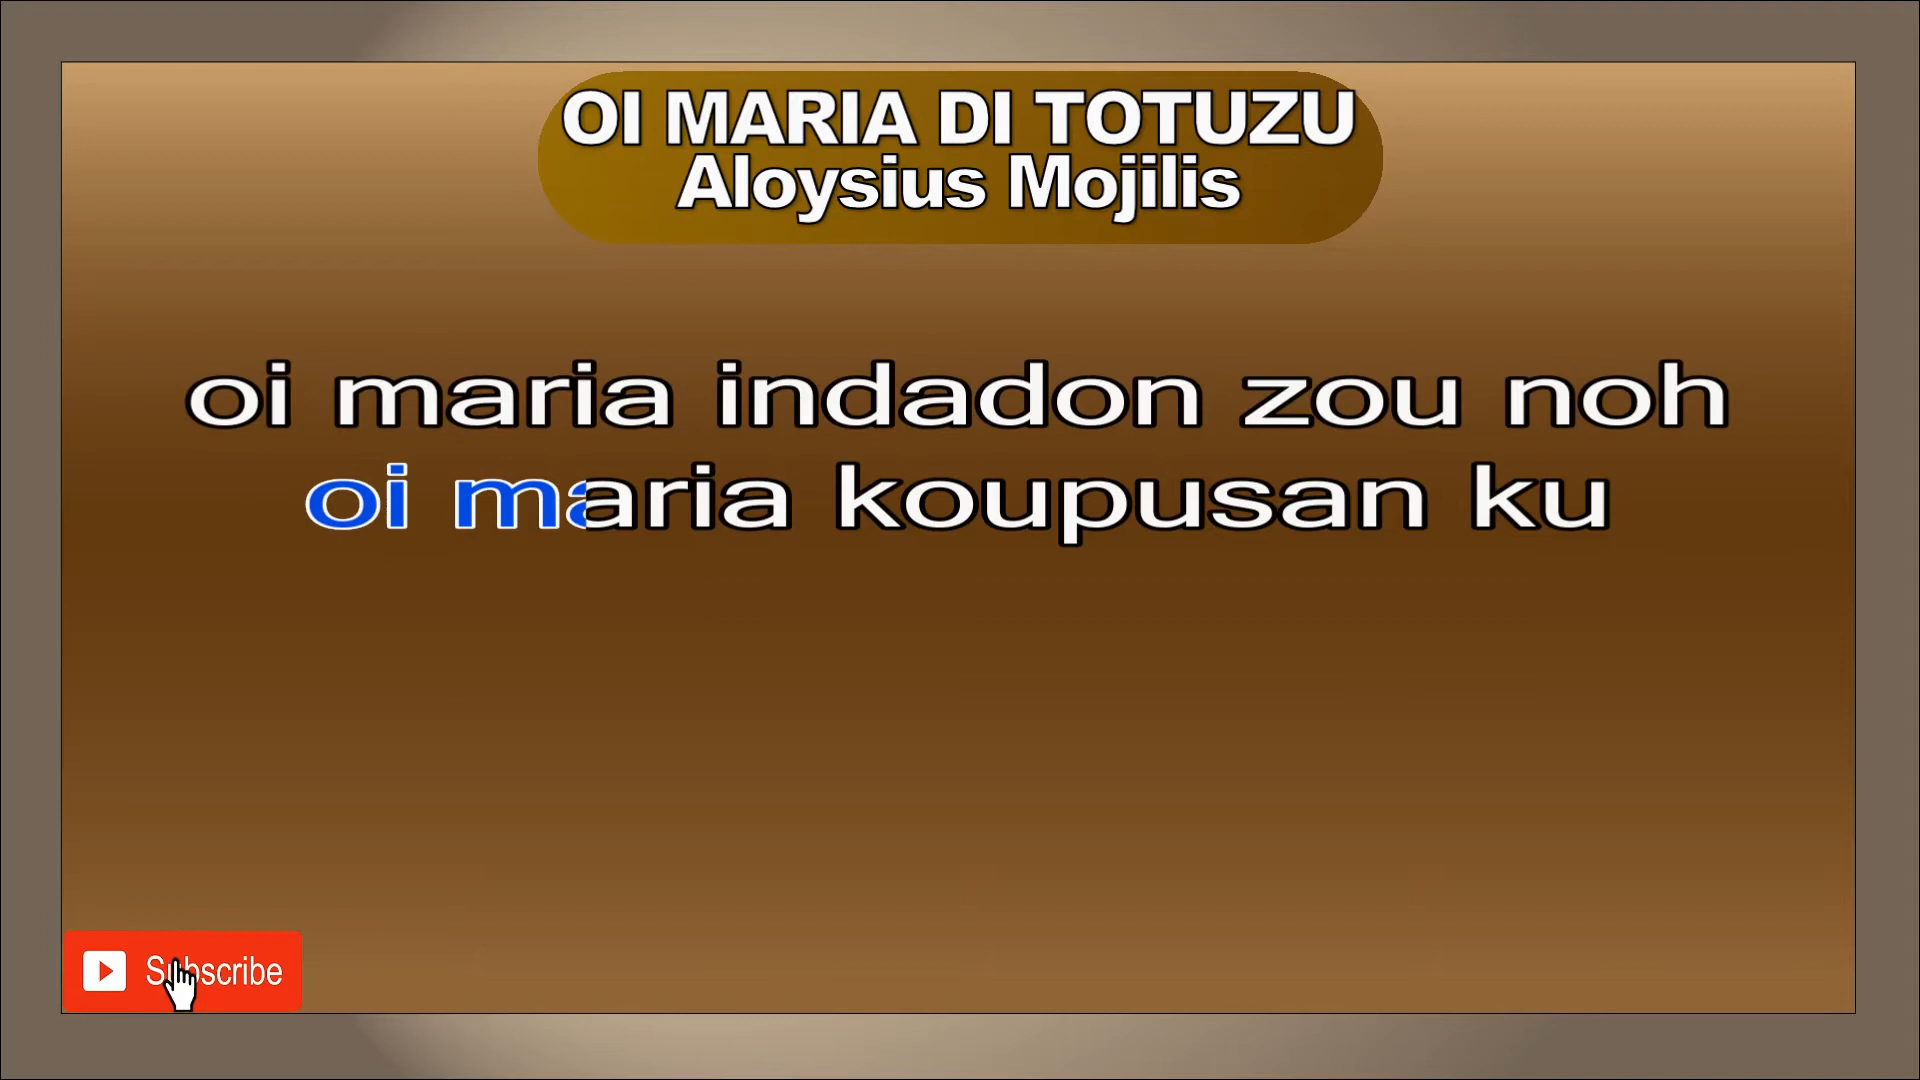 OI MARIA DI TOTUZU
Aloysius Mojilis
oi maria indadon zou noh
oi maria koupusan ku
Subscribe